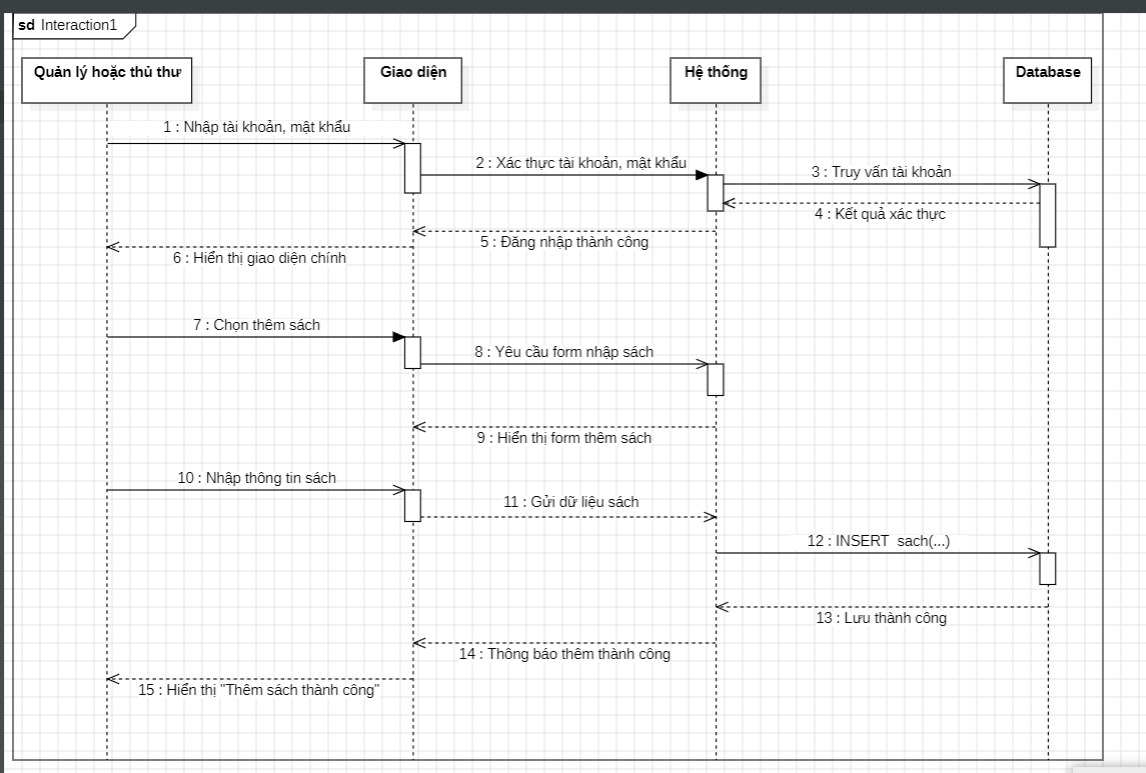 sd Interaction1
Quản lý hoặc thủ thư
Giao diện
Hệ thống
Database
1 : Nhập tài khoản, mật khẩu
2 : Xác thực tài khoản, mật khẩu
3 : Truy vấn tài khoản
4 : Kết quả xác thực
5 : Đăng nhập thành công
6 : Hiển thị giao diện chính
7 : Chọn thêm sách
8 : Yêu cầu form nhập sách
9 : Hiển thị form thêm sách
10 : Nhập thông tin sách
11 : Gửi dữ liệu sách
12 : INSERT  sach(...)
13 : Lưu thành công
14 : Thông báo thêm thành công
15 : Hiển thị "Thêm sách thành công"